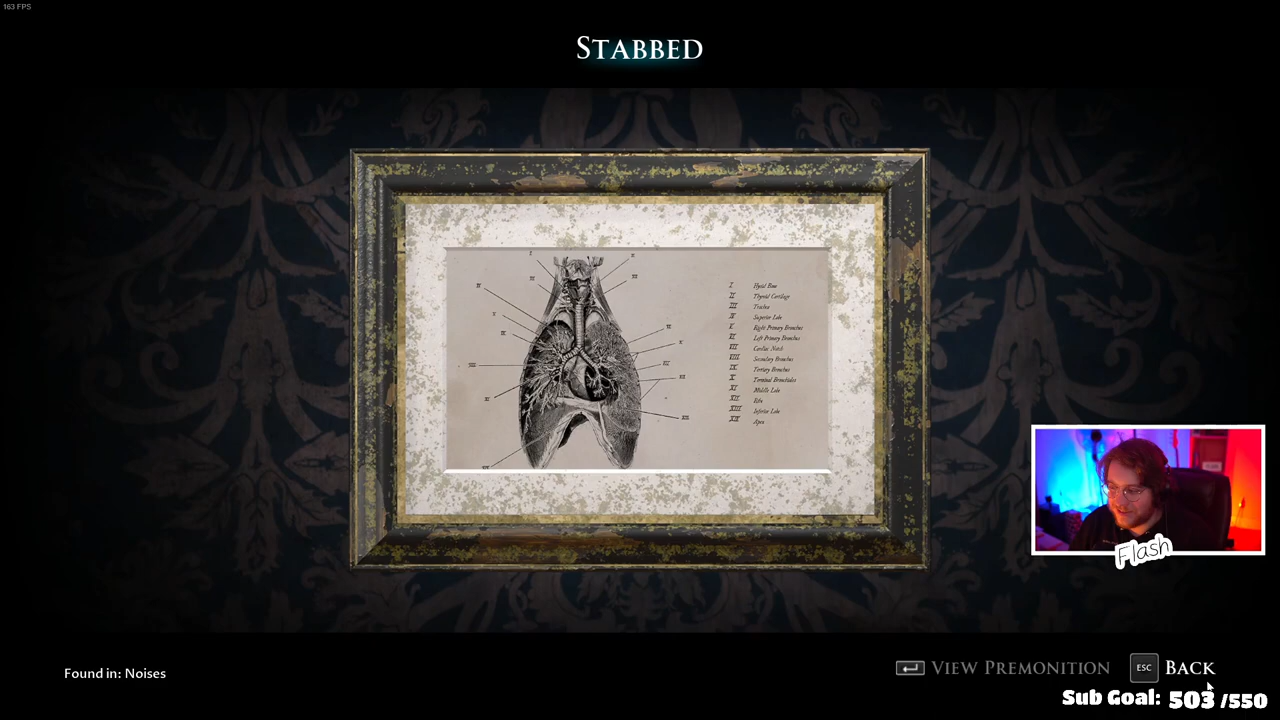 163 FPS
STABBED
I Hyoid Bone
II Thyroid Cartilage
III Trachea
IV Superior Lobe
V Right Primary Bronchus
VI Left Primary Bronchus
VII Cardiac Notch
VIII Secondary Bronchus
IX Tertiary Bronchus
X Terminal Bronchioles
XI Middle Lobe
XII
XIII Inferior Lobe
XIV Apex
Flash
Found in: Noises
VIEW PREMONITION
ESC BACK
Sub Goal: 503 /550